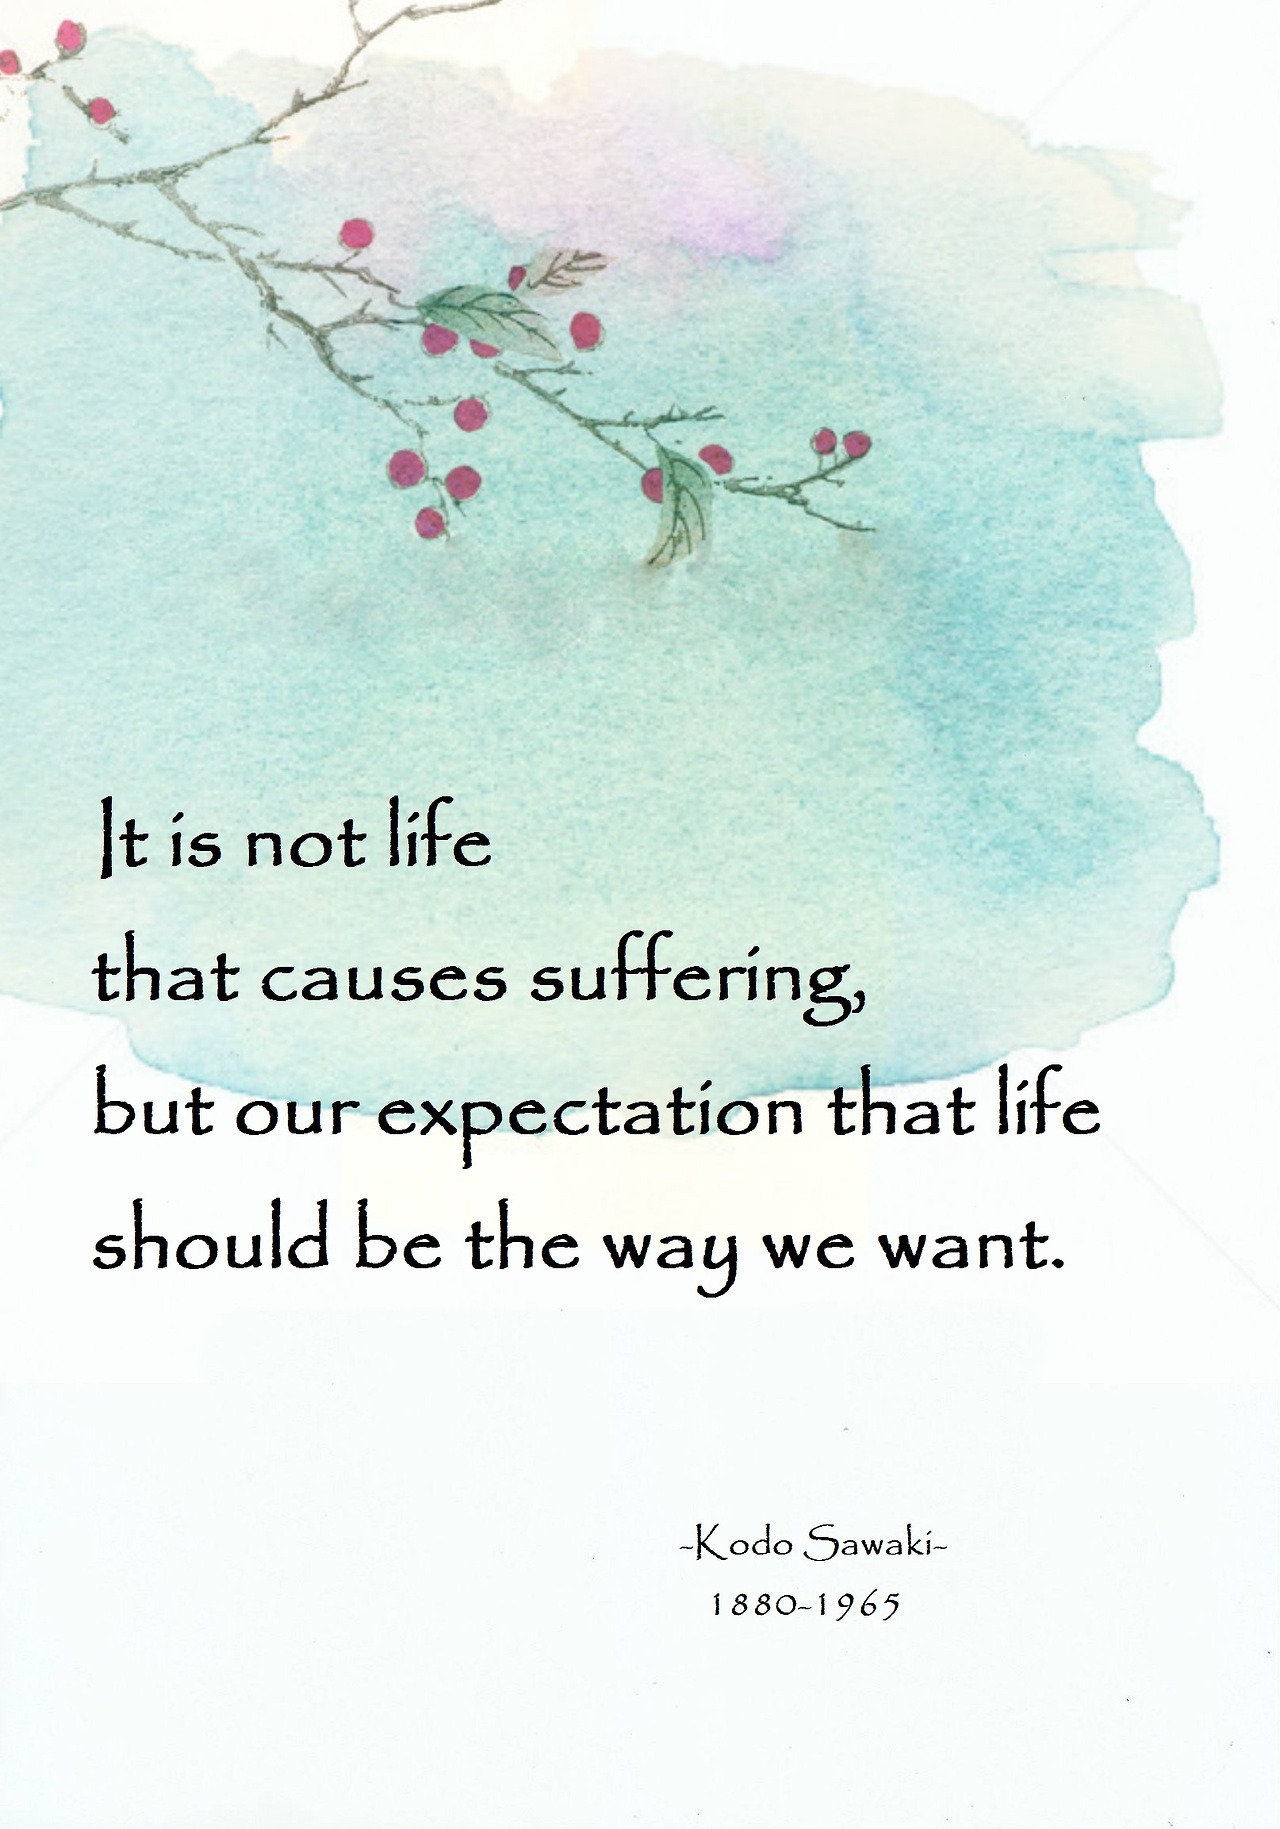 It is not life
that causes suffering,
but our expectation that life
should be the way we want.
-Kodo Sawaki-
1880-1965